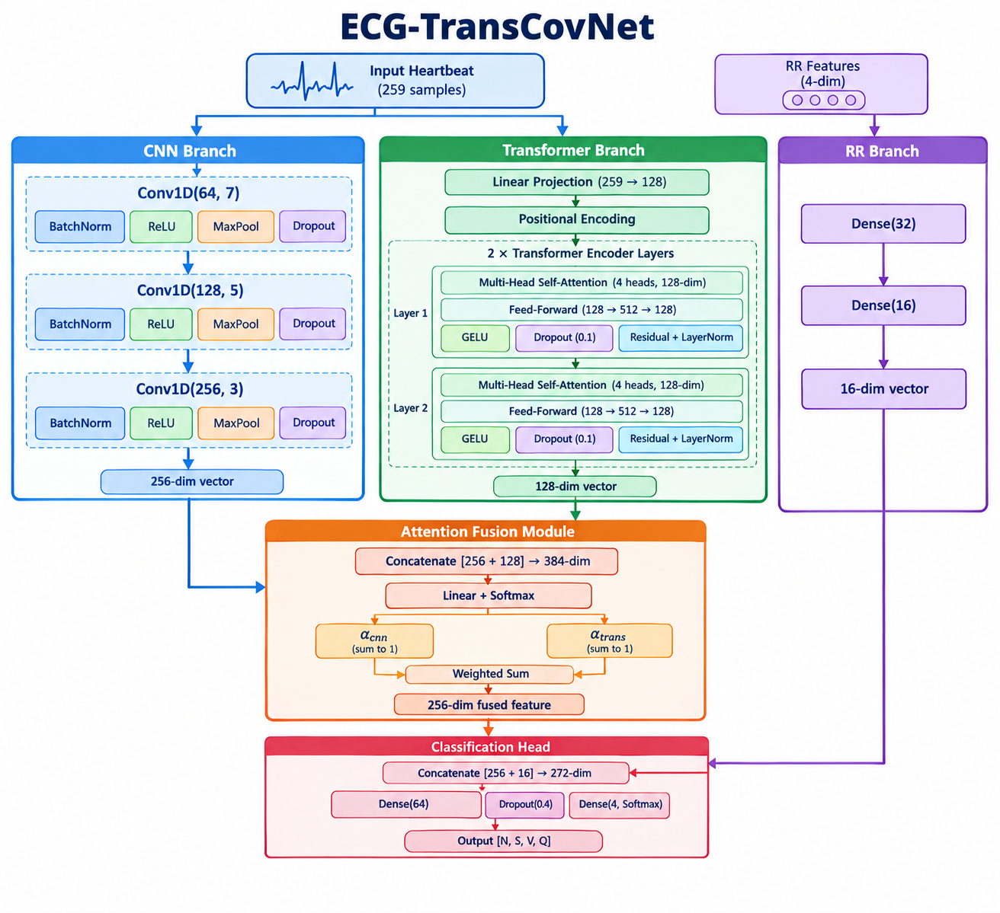 ECG-TransCovNet
Input Heartbeat
(259 samples)
RR Features
(4-dim)
CNN Branch
Conv1D(64, 7)
BatchNorm
ReLU
MaxPool
Dropout
Conv1D(128, 5)
BatchNorm
ReLU
MaxPool
Dropout
Conv1D(256, 3)
BatchNorm
ReLU
MaxPool
Dropout
256-dim vector
Transformer Branch
Linear Projection (259 → 128)
Positional Encoding
2 × Transformer Encoder Layers
Layer 1
Multi-Head Self-Attention (4 heads, 128-dim)
Feed-Forward (128 → 512 → 128)
GELU
Dropout (0.1)
Residual + LayerNorm
Layer 2
Multi-Head Self-Attention (4 heads, 128-dim)
Feed-Forward (128 → 512 → 128)
GELU
Dropout (0.1)
Residual + LayerNorm
128-dim vector
RR Branch
Dense(32)
Dense(16)
16-dim vector
Attention Fusion Module
Concatenate [256 + 128] → 384-dim
Linear + Softmax
α_cnn
(sum to 1)
α_trans
(sum to 1)
Weighted Sum
256-dim fused feature
Classification Head
Concatenate [256 + 16] → 272-dim
Dense(64)
Dropout(0.4)
Dense(4, Softmax)
Output [N, S, V, Q]